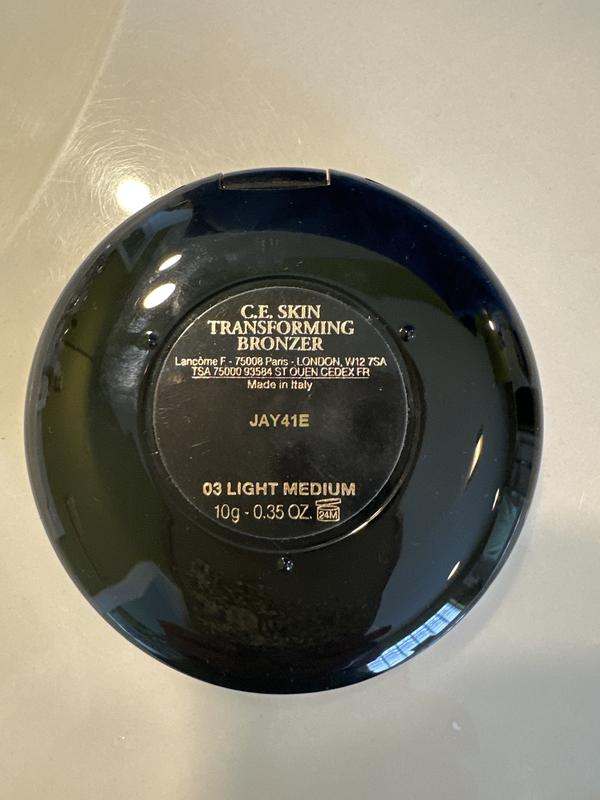 C.E. SKIN
TRANSFORMING
BRONZER
Lancôme F - 75008 Paris - LONDON, W12 7SA
TSA 75000 93584 ST OUEN CEDEX FR
Made in Italy
JAY41E
03 LIGHT MEDIUM
10g - 0.35 OZ. 24M